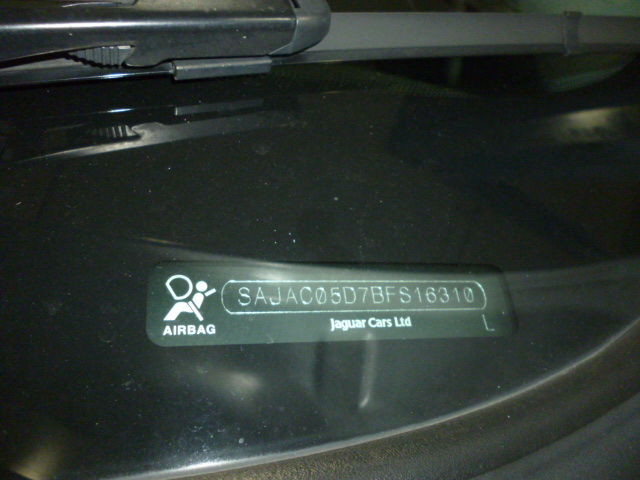 SAJAC05D7BFS16310
AIRBAG
Jaguar Cars Ltd
L